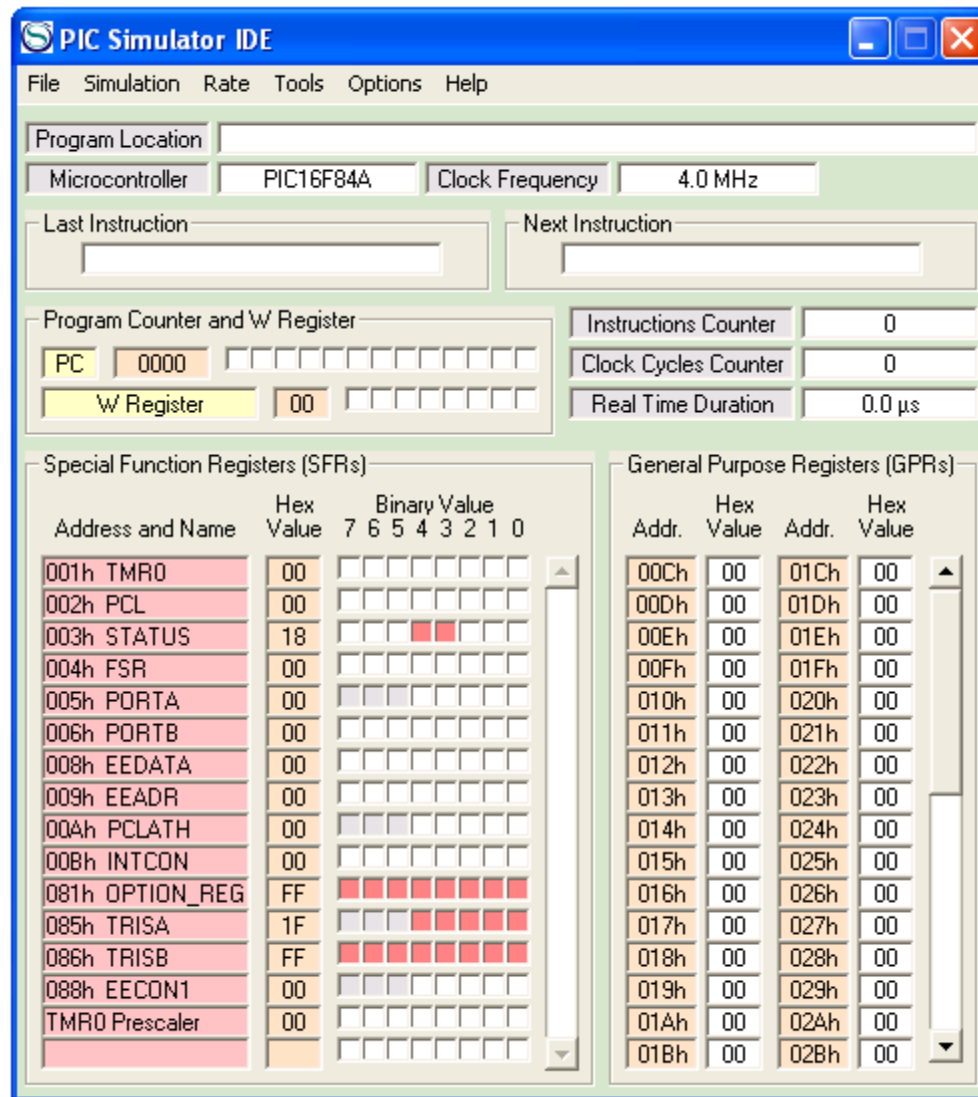 PIC Simulator IDE
File Simulation Rate Tools Options Help
Program Location
Microcontroller PIC16F84A Clock Frequency 4.0 MHz
Last Instruction Next Instruction
Program Counter and W Register Instructions Counter 0
PC 0000 Clock Cycles Counter 0
W Register 00 Real Time Duration 0.0 µs
Special Function Registers (SFRs)
Hex Binary Value
Address and Name Value 7 6 5 4 3 2 1 0
001h TMR0 00
002h PCL 00
003h STATUS 18
004h FSR 00
005h PORTA 00
006h PORTB 00
008h EEDATA 00
009h EEADR 00
00Ah PCLATH 00
00Bh INTCON 00
081h OPTION_REG FF
085h TRISA 1F
086h TRISB FF
088h EECON1 00
TMR0 Prescaler 00
General Purpose Registers (GPRs)
Hex Hex
Addr. Value Addr. Value
00Ch 00 01Ch 00
00Dh 00 01Dh 00
00Eh 00 01Eh 00
00Fh 00 01Fh 00
010h 00 020h 00
011h 00 021h 00
012h 00 022h 00
013h 00 023h 00
014h 00 024h 00
015h 00 025h 00
016h 00 026h 00
017h 00 027h 00
018h 00 028h 00
019h 00 029h 00
01Ah 00 02Ah 00
01Bh 00 02Bh 00